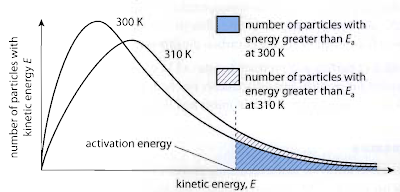 number of particles with
kinetic energy E
300 K
310 K
number of particles with
energy greater than Ea
at 300 K
number of particles with
energy greater than Ea
at 310 K
activation energy
kinetic energy, E